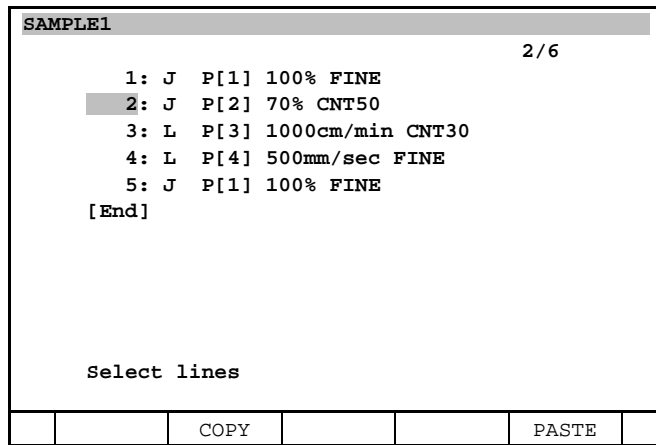 SAMPLE1
2/6
1: J P[1] 100% FINE
2: J P[2] 70% CNT50
3: L P[3] 1000cm/min CNT30
4: L P[4] 500mm/sec FINE
5: J P[1] 100% FINE
[End]
Select lines
COPY PASTE